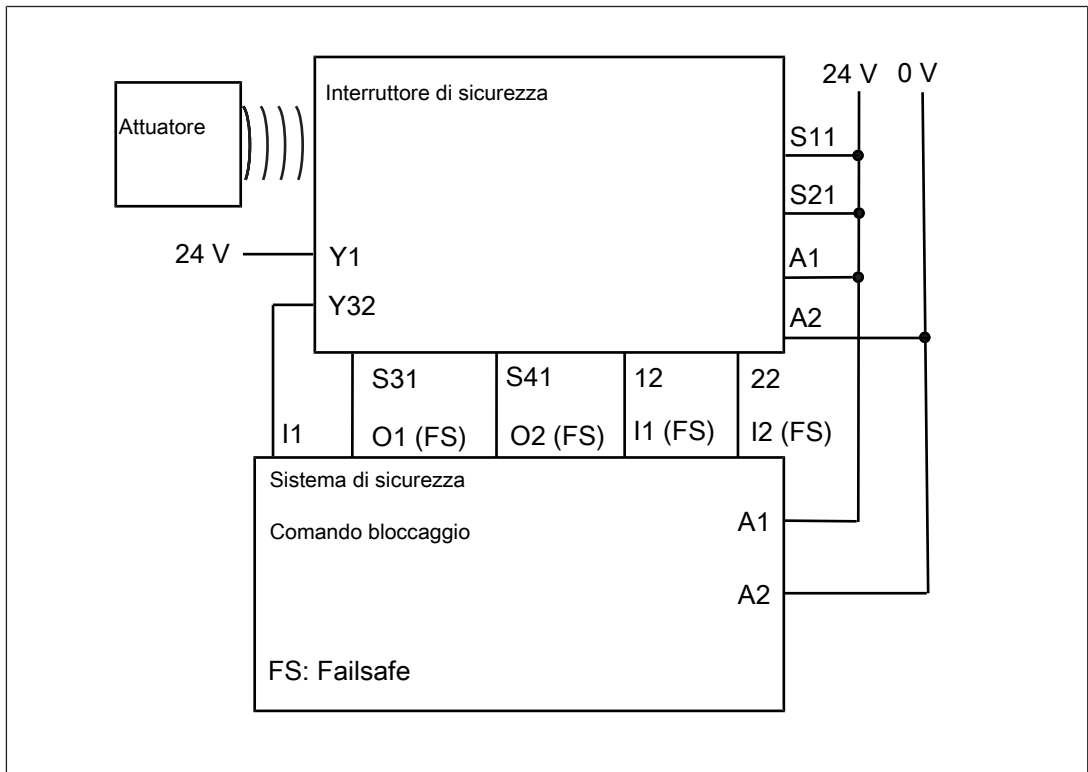 24 V 0 V
Interruttore di sicurezza
Attuatore
S11
S21
24 V Y1
A1
Y32
A2
S31 S41 12 22
I1 O1 (FS) O2 (FS) I1 (FS) I2 (FS)
Sistema di sicurezza
Comando bloccaggio
A1
A2
FS: Failsafe